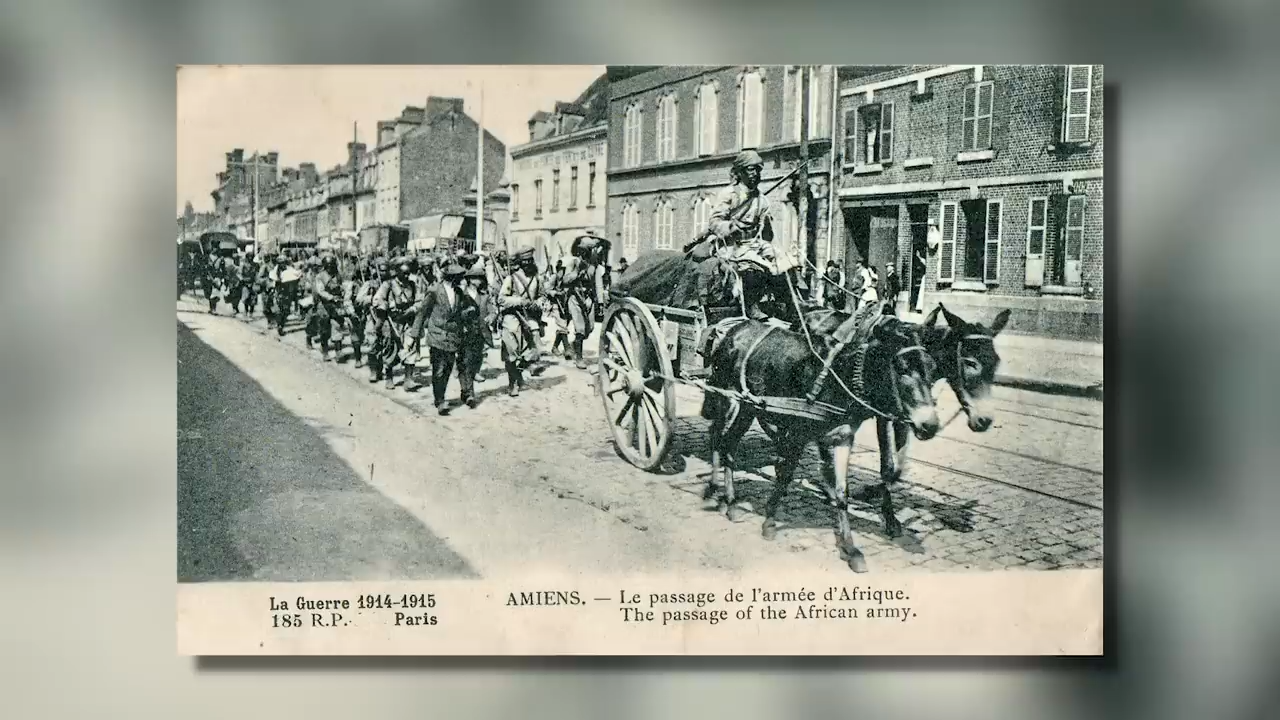 La Guerre 1914-1915
185 R.P. Paris
AMIENS. — Le passage de l'armée d'Afrique.
The passage of the African army.